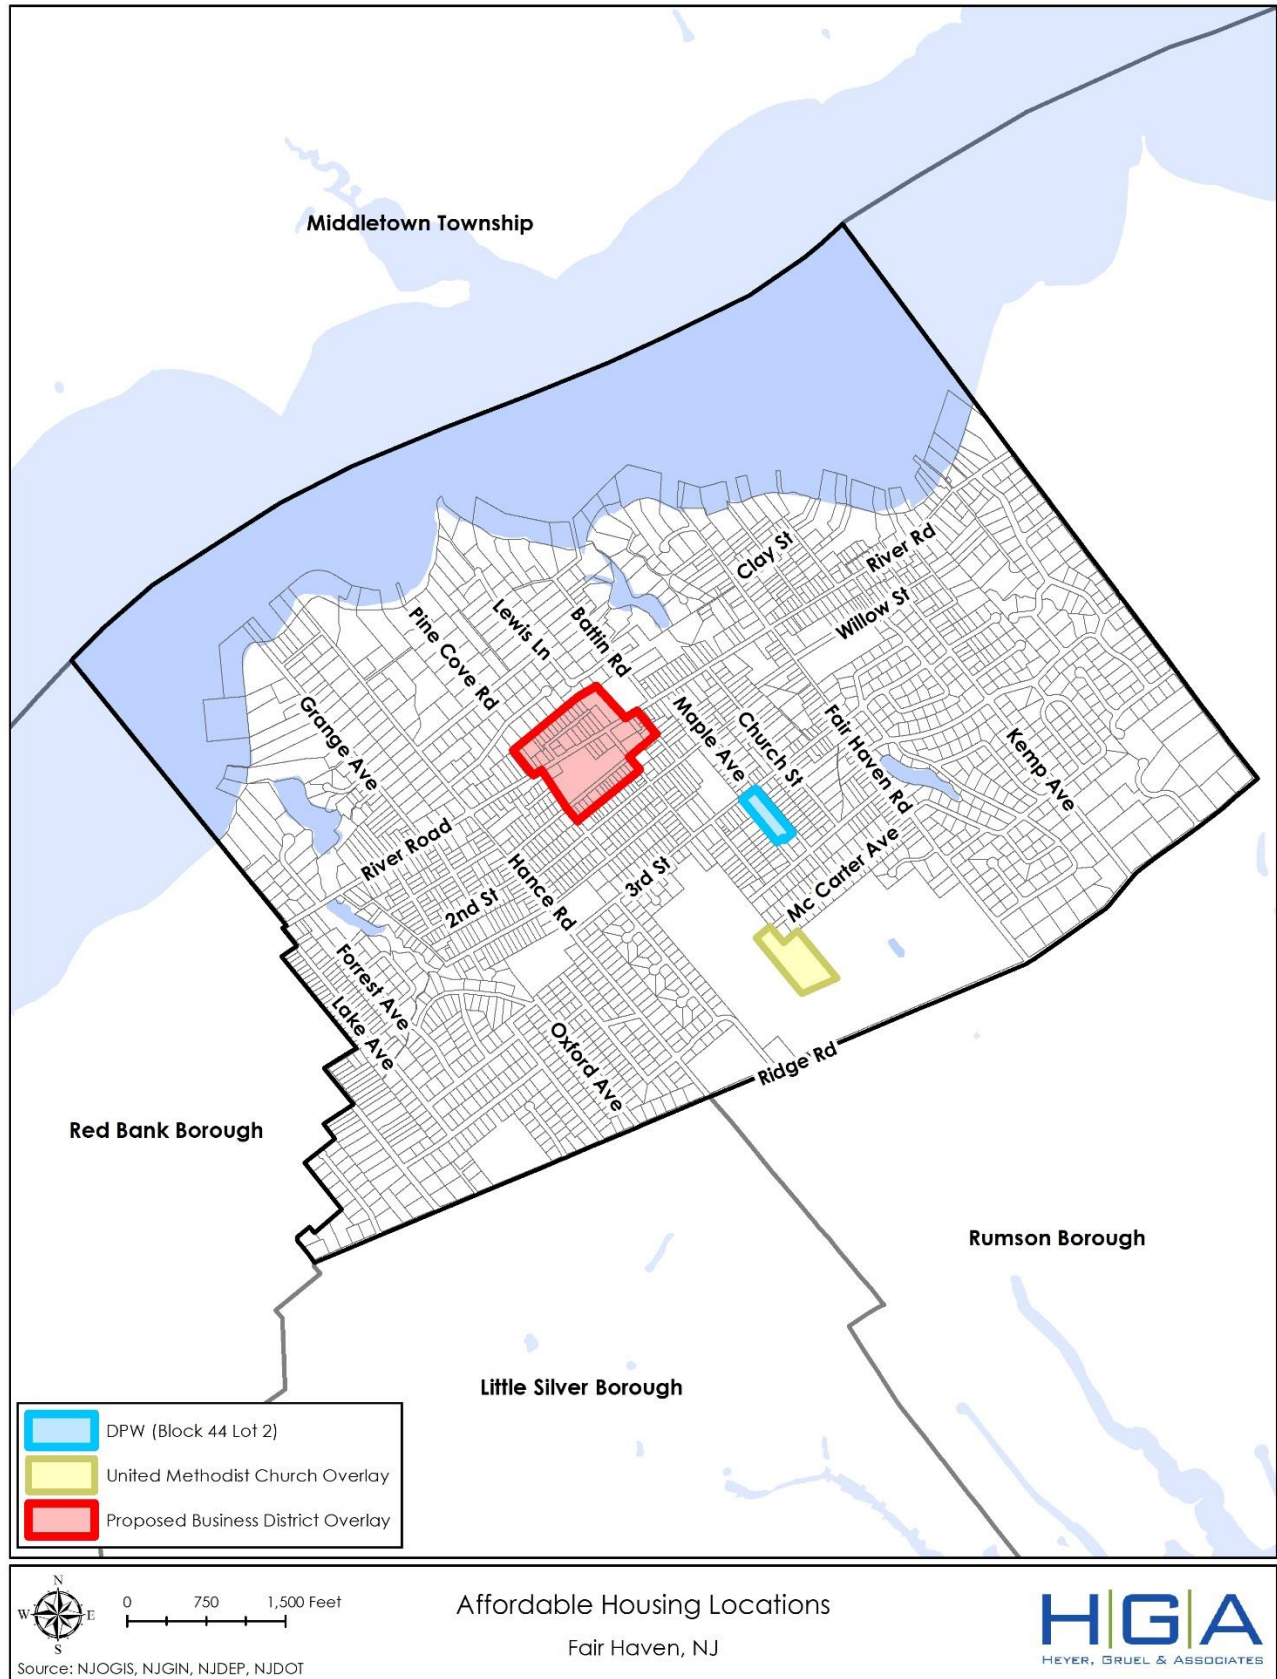 Middletown Township
Clay St
River Rd
Willow St
Battin Rd
Lewis Ln
Pine Cove Rd
Grange Ave
Maple Ave
Church St
Fair Haven Rd
Kemp Ave
River Road
Hance Rd
3rd St
Mc Carter Ave
2nd St
Forrest Ave
Lake Ave
Oxford Ave
Ridge Rd
Red Bank Borough
Rumson Borough
Little Silver Borough
DPW (Block 44 Lot 2)
United Methodist Church Overlay
Proposed Business District Overlay
N
W E
S
0 750 1,500 Feet
Source: NJOGIS, NJGIN, NJDEP, NJDOT
Affordable Housing Locations
Fair Haven, NJ
H|G|A
HEYER, GRUEL & ASSOCIATES